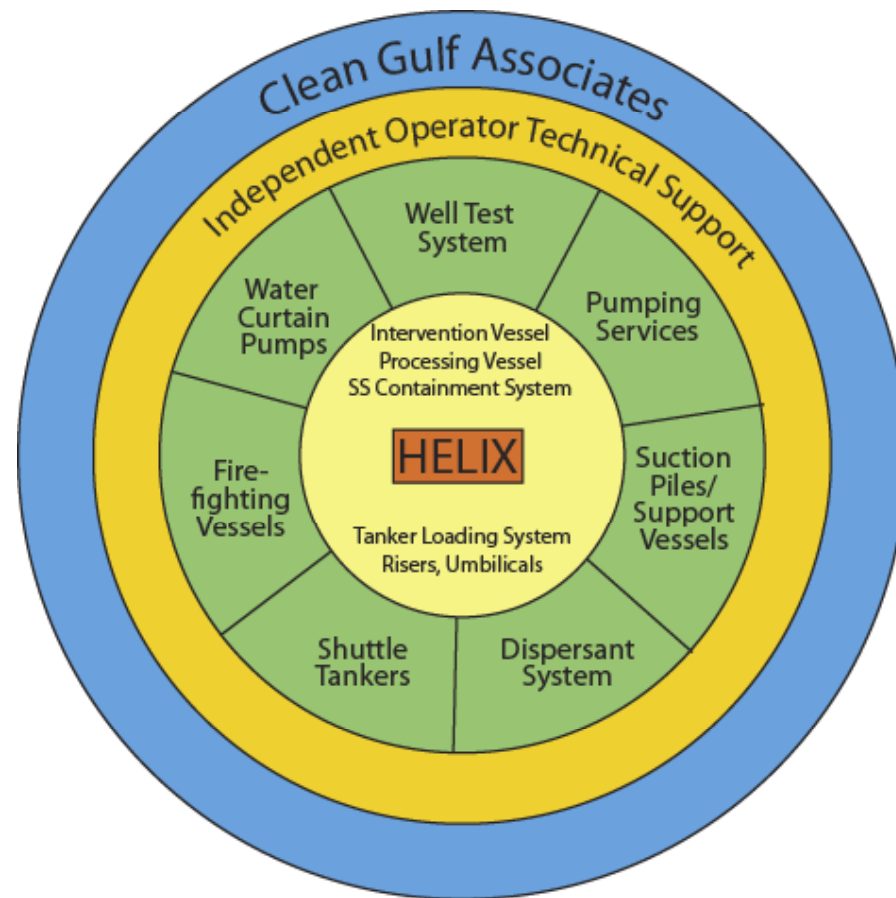 Clean Gulf Associates
Independent Operator Technical Support
Well Test
System
Water
Curtain
Pumps
Pumping
Services
Intervention Vessel
Processing Vessel
SS Containment System
HELIX
Tanker Loading System
Risers, Umbilicals
Fire-
fighting
Vessels
Suction
Piles/
Support
Vessels
Shuttle
Tankers
Dispersant
System